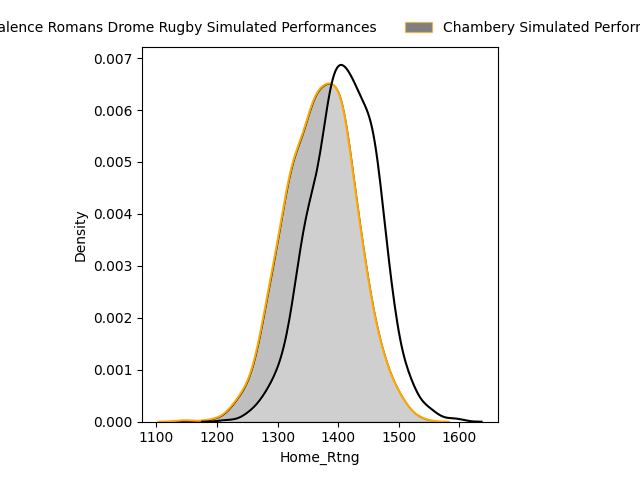 alence Romans Drome Rugby Simulated Performances Chambery Simulated Perfor
0.007
0.006
0.005
0.004
0.003
0.002
0.001
0.000
Density
1100 1200 1300 1400 1500 1600
Home_Rtng